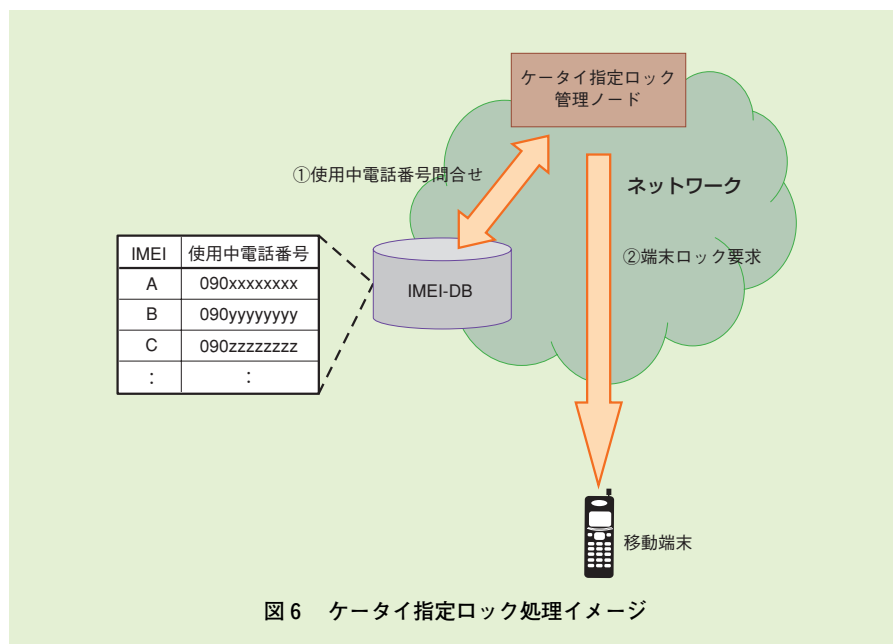 ケータイ指定ロック
管理ノード
①使用中電話番号問合せ
ネットワーク
②端末ロック要求
IMEI 使用中電話番号
A 090xxxxxxxx
B 090yyyyyyyy
C 090zzzzzzzz
: :
IMEI-DB
移動端末
図6 ケータイ指定ロック処理イメージ